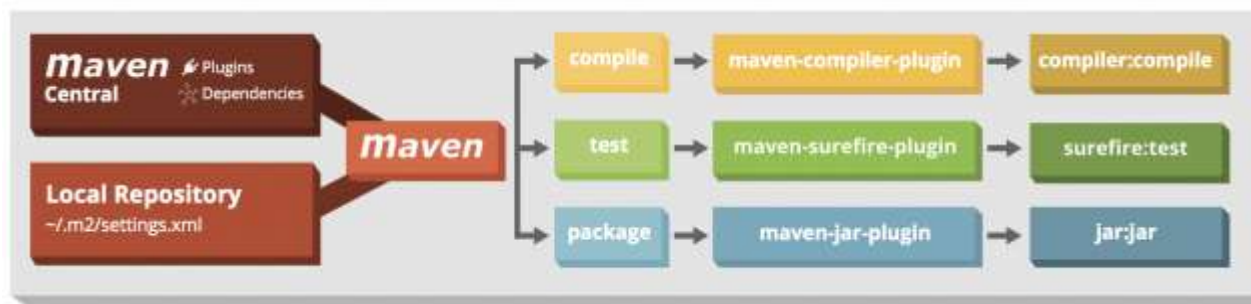 maven
Central
Plugins
Dependencies
Local Repository
~/.m2/settings.xml
maven
compile
maven-compiler-plugin
compiler:compile
test
maven-surefire-plugin
surefire:test
package
maven-jar-plugin
jar:jar